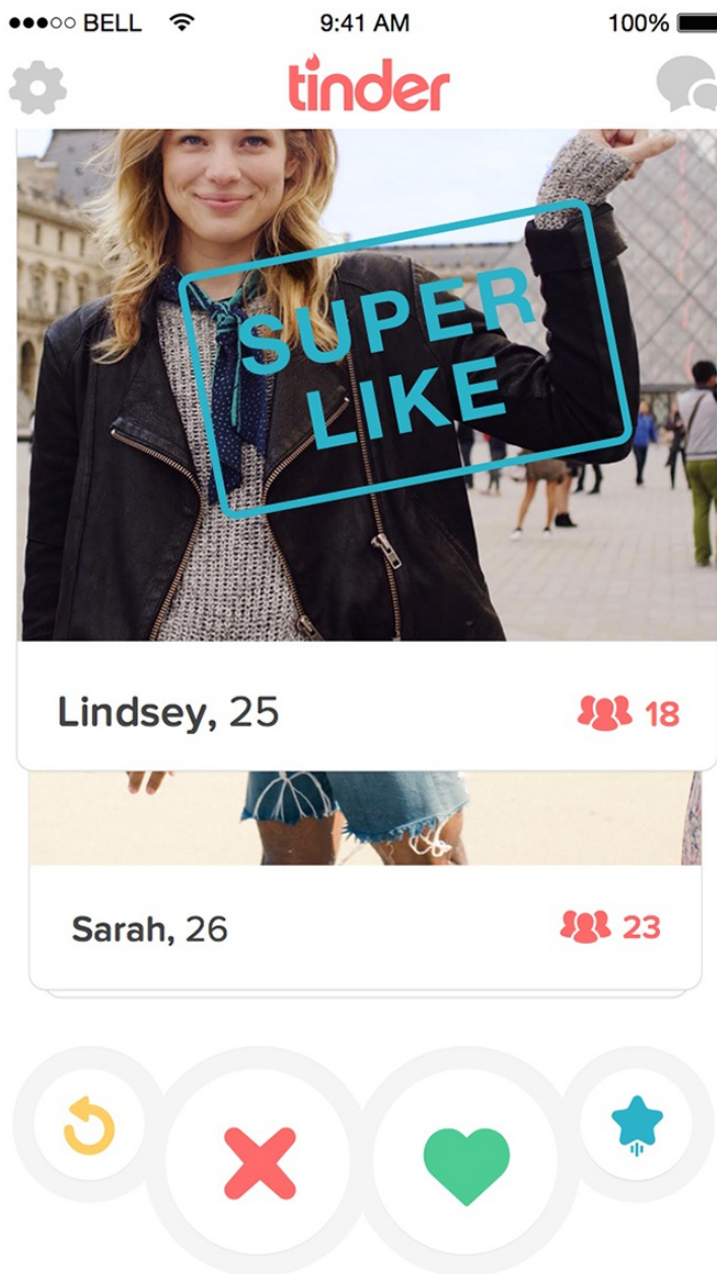 BELL 9:41 AM 100%
tinder
SUPER
LIKE
Lindsey, 25 18
Sarah, 26 23